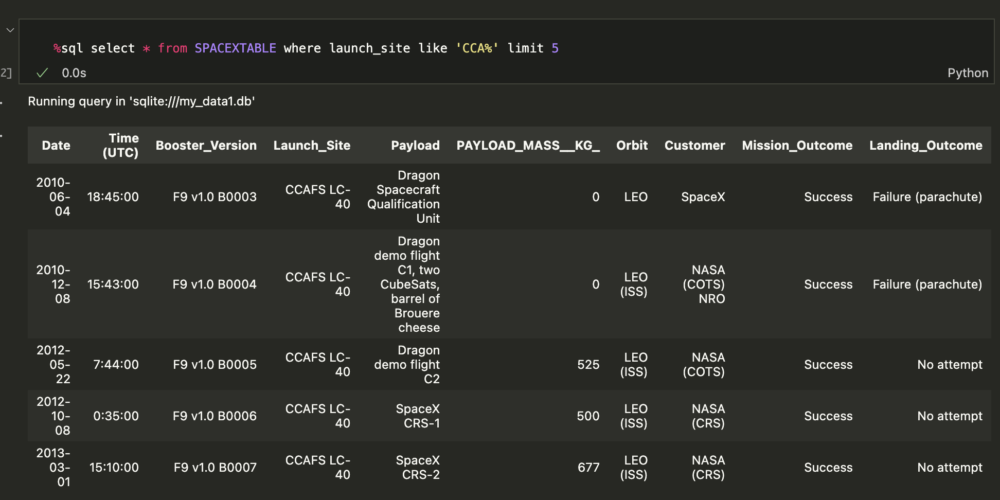 %sql select * from SPACEXTABLE where launch_site like 'CCA%' limit 5
2]
0.0s
Python
Running query in 'sqlite:///my_data1.db'
Date Time (UTC) Booster_Version Launch_Site Payload PAYLOAD_MASS__KG_ Orbit Customer Mission_Outcome Landing_Outcome
2010-06-04 18:45:00 F9 v1.0 B0003 CCAFS LC-40 Dragon Spacecraft Qualification Unit 0 LEO SpaceX Success Failure (parachute)
2010-12-08 15:43:00 F9 v1.0 B0004 CCAFS LC-40 Dragon demo flight C1, two CubeSats, barrel of Brouere cheese 0 LEO (ISS) NASA (COTS) NRO Success Failure (parachute)
2012-05-22 7:44:00 F9 v1.0 B0005 CCAFS LC-40 Dragon demo flight C2 525 LEO (ISS) NASA (COTS) Success No attempt
2012-10-08 0:35:00 F9 v1.0 B0006 CCAFS LC-40 SpaceX CRS-1 500 LEO (ISS) NASA (CRS) Success No attempt
2013-03-01 15:10:00 F9 v1.0 B0007 CCAFS LC-40 SpaceX CRS-2 677 LEO (ISS) NASA (CRS) Success No attempt